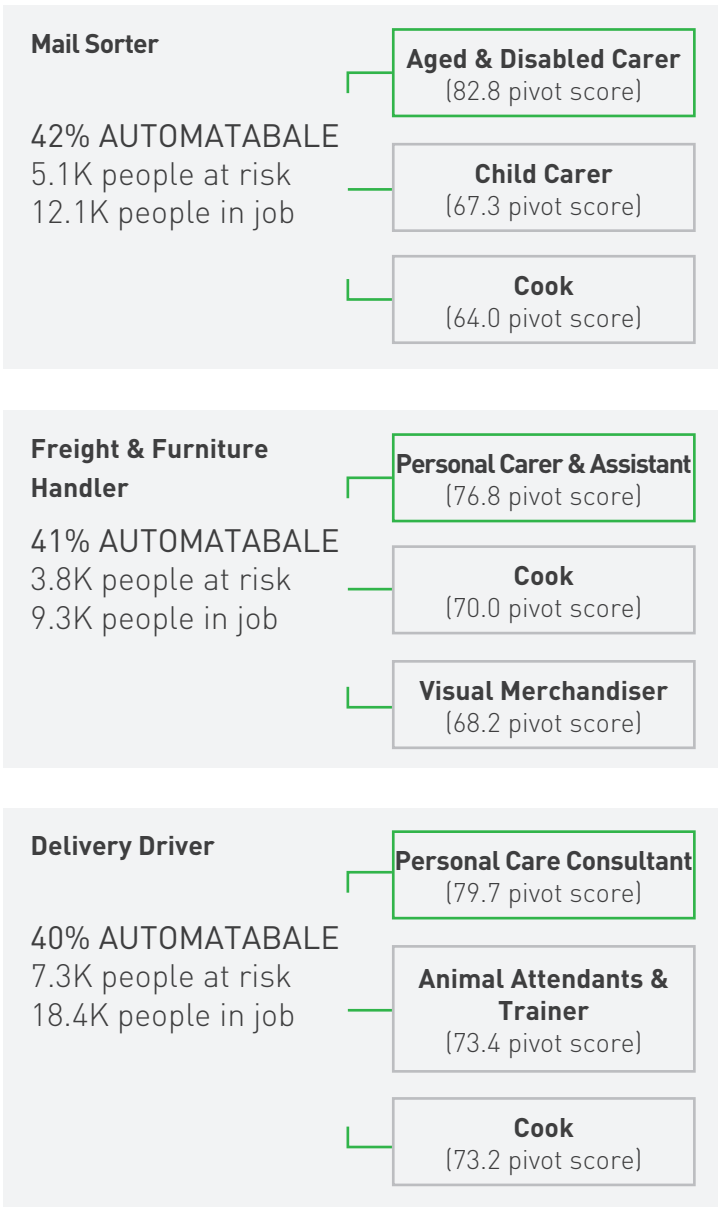 Mail Sorter
42% AUTOMATABALE
5.1K people at risk
12.1K people in job
Aged & Disabled Carer
(82.8 pivot score)
Child Carer
(67.3 pivot score)
Cook
(64.0 pivot score)
Freight & Furniture
Handler
41% AUTOMATABALE
3.8K people at risk
9.3K people in job
Personal Carer & Assistant
(76.8 pivot score)
Cook
(70.0 pivot score)
Visual Merchandiser
(68.2 pivot score)
Delivery Driver
40% AUTOMATABALE
7.3K people at risk
18.4K people in job
Personal Care Consultant
(79.7 pivot score)
Animal Attendants &
Trainer
(73.4 pivot score)
Cook
(73.2 pivot score)